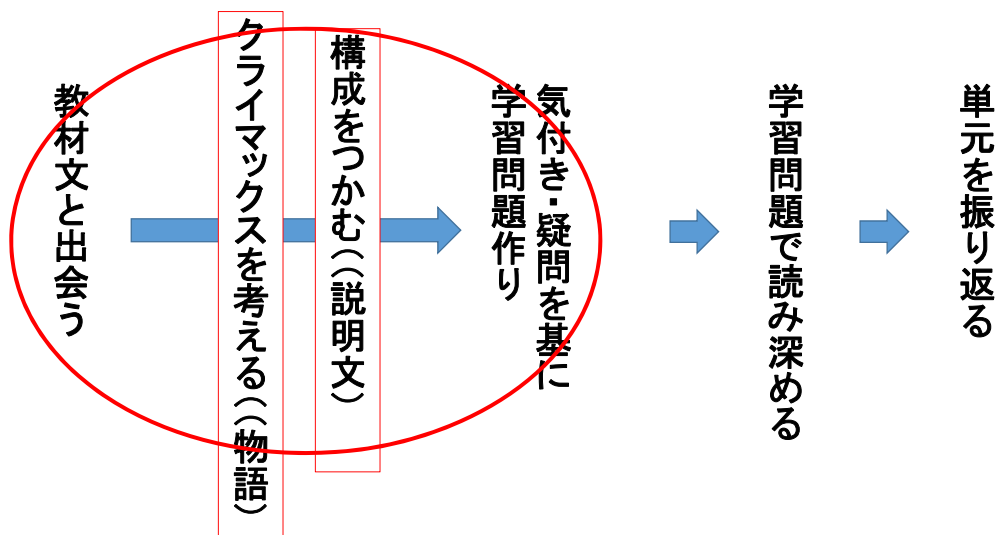 教材文と出会う
クライマックスを考える（（物語）
構成をつかむ（（説明文）
気付き・疑問を基に
学習問題作り
学習問題で読み深める
単元を振り返る